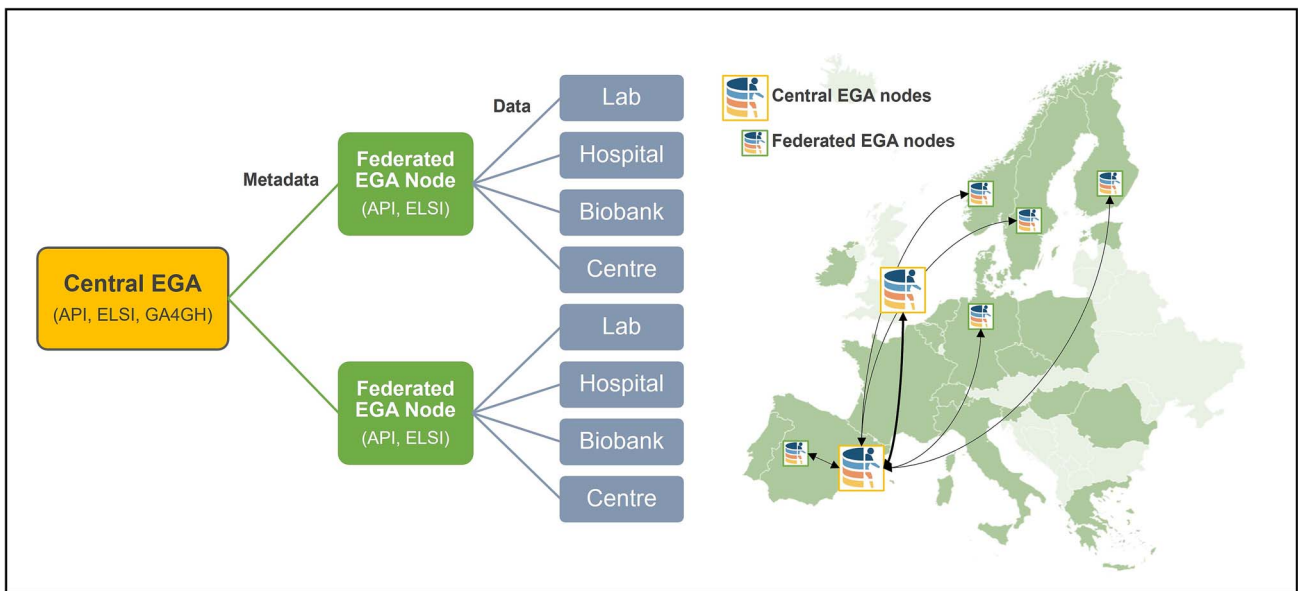 Central EGA
(API, ELSI, GA4GH)
Metadata
Federated
EGA Node
(API, ELSI)
Data
Lab
Hospital
Biobank
Centre
Federated
EGA Node
(API, ELSI)
Lab
Hospital
Biobank
Centre
Central EGA nodes
Federated EGA nodes